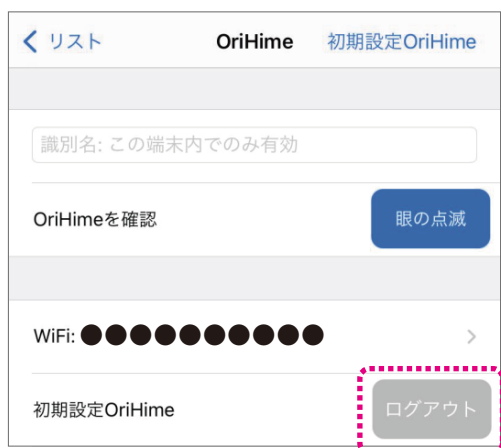 リスト OriHime 初期設定OriHime
識別名: この端末内でのみ有効
OriHimeを確認 眼の点滅
WiFi: ●●●●●●●●●●
初期設定OriHime ログアウト